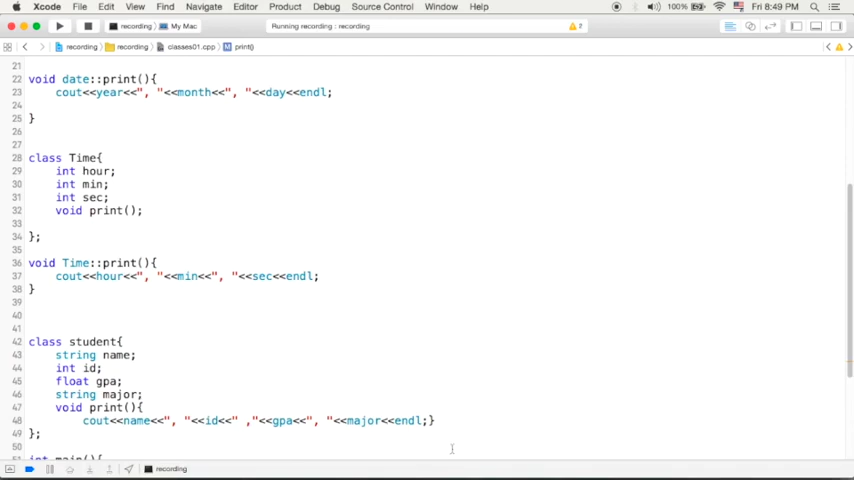 Xcode File Edit View Find Navigate Editor Product Debug Source Control Window Help 100% Fri 8:49 PM
recording My Mac Running recording : recording
recording recording classes01.cpp M print()
21
22 void date::print(){
23 cout<<year<<", "<<month<<", "<<day<<endl;
24
25 }
26
27
28 class Time{
29 int hour;
30 int min;
31 int sec;
32 void print();
33
34 };
35
36 void Time::print(){
37 cout<<hour<<", "<<min<<", "<<sec<<endl;
38 }
39
40
41
42 class student{
43 string name;
44 int id;
45 float gpa;
46 string major;
47 void print(){
48 cout<<name<<", "<<id<<" ,"<<gpa<<", "<<major<<endl;}
49 };
50
51 int main(){
recording